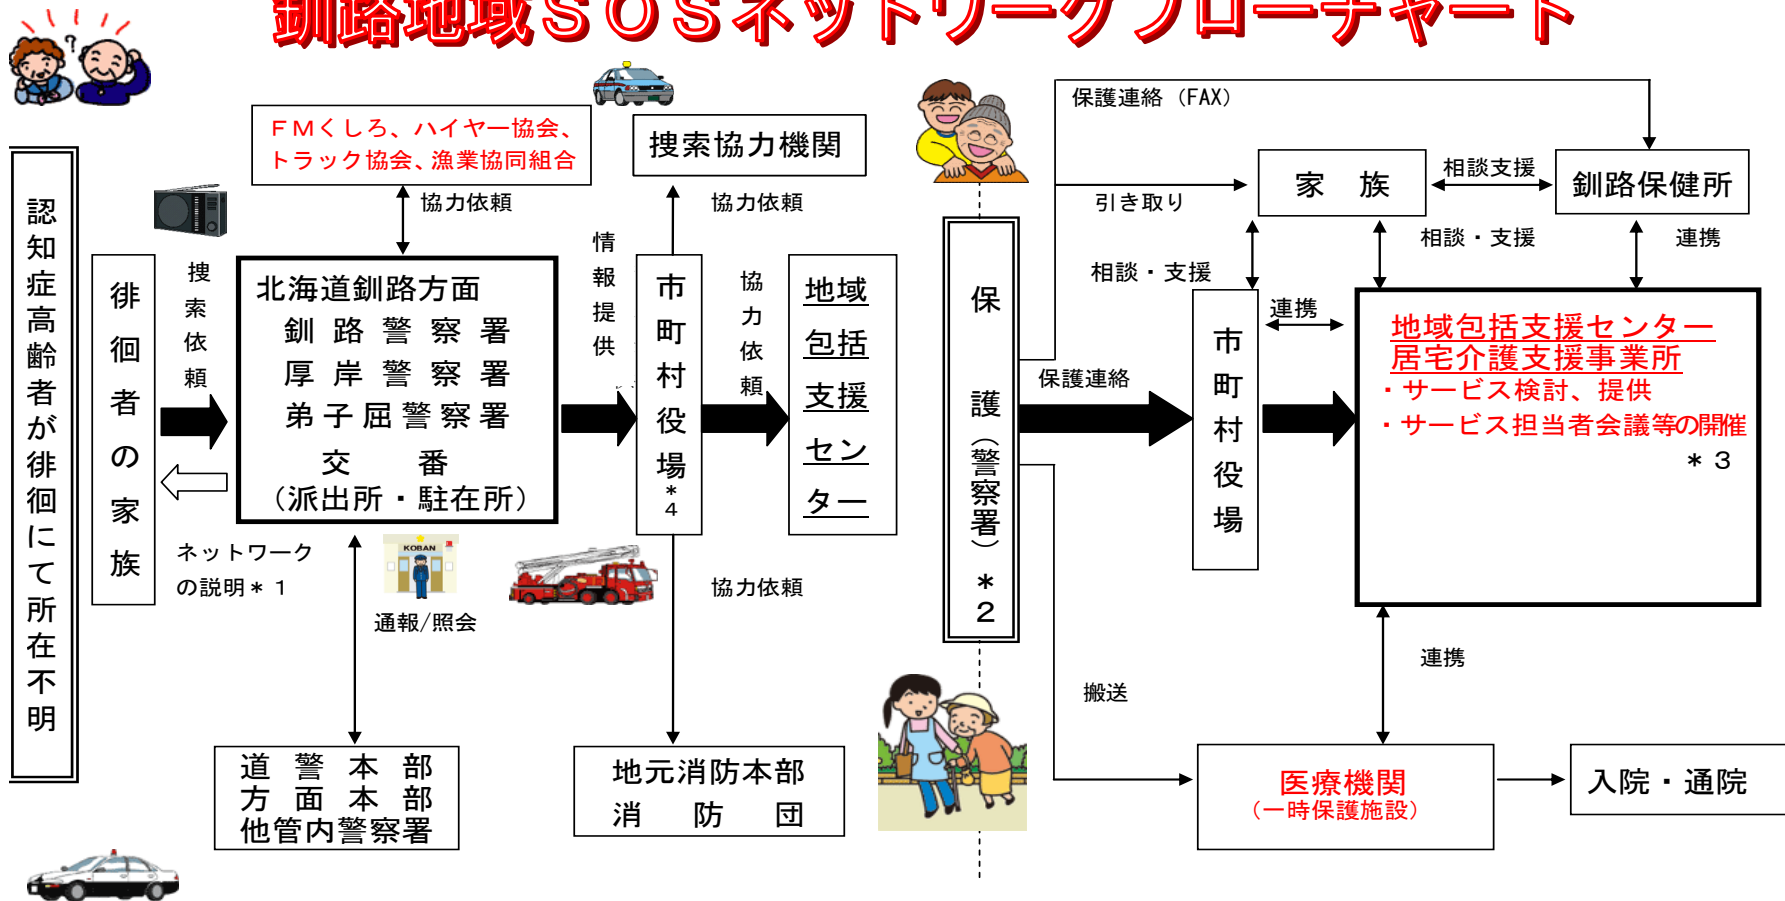 釧路地域ＳＯＳネットワークフローチャート
?
認知症高齢者が徘徊にて所在不明
徘徊者の家族
捜索依頼
ネットワーク
の説明＊１
ＦＭくしろ、ハイヤー協会、
トラック協会、漁業協同組合
協力依頼
北海道釧路方面
釧路警察署
厚岸警察署
弟子屈警察署
交番
（派出所・駐在所）
KOBAN
通報/照会
道警本部
方面本部
他管内警察署
情報提供
捜索協力機関
協力依頼
市町村役場＊4
協力依頼
地元消防本部
消防団
協力依頼
地域
包括
支援
セン
ター
保護（警察署）＊2
保護連絡（FAX）
引き取り
保護連絡
搬送
家族
相談支援
釧路保健所
相談・支援
相談・支援
連携
市町村役場
連携
地域包括支援センター
居宅介護支援事業所
・サービス検討、提供
・サービス担当者会議等の開催
＊３
連携
医療機関
（一時保護施設）
入院・通院